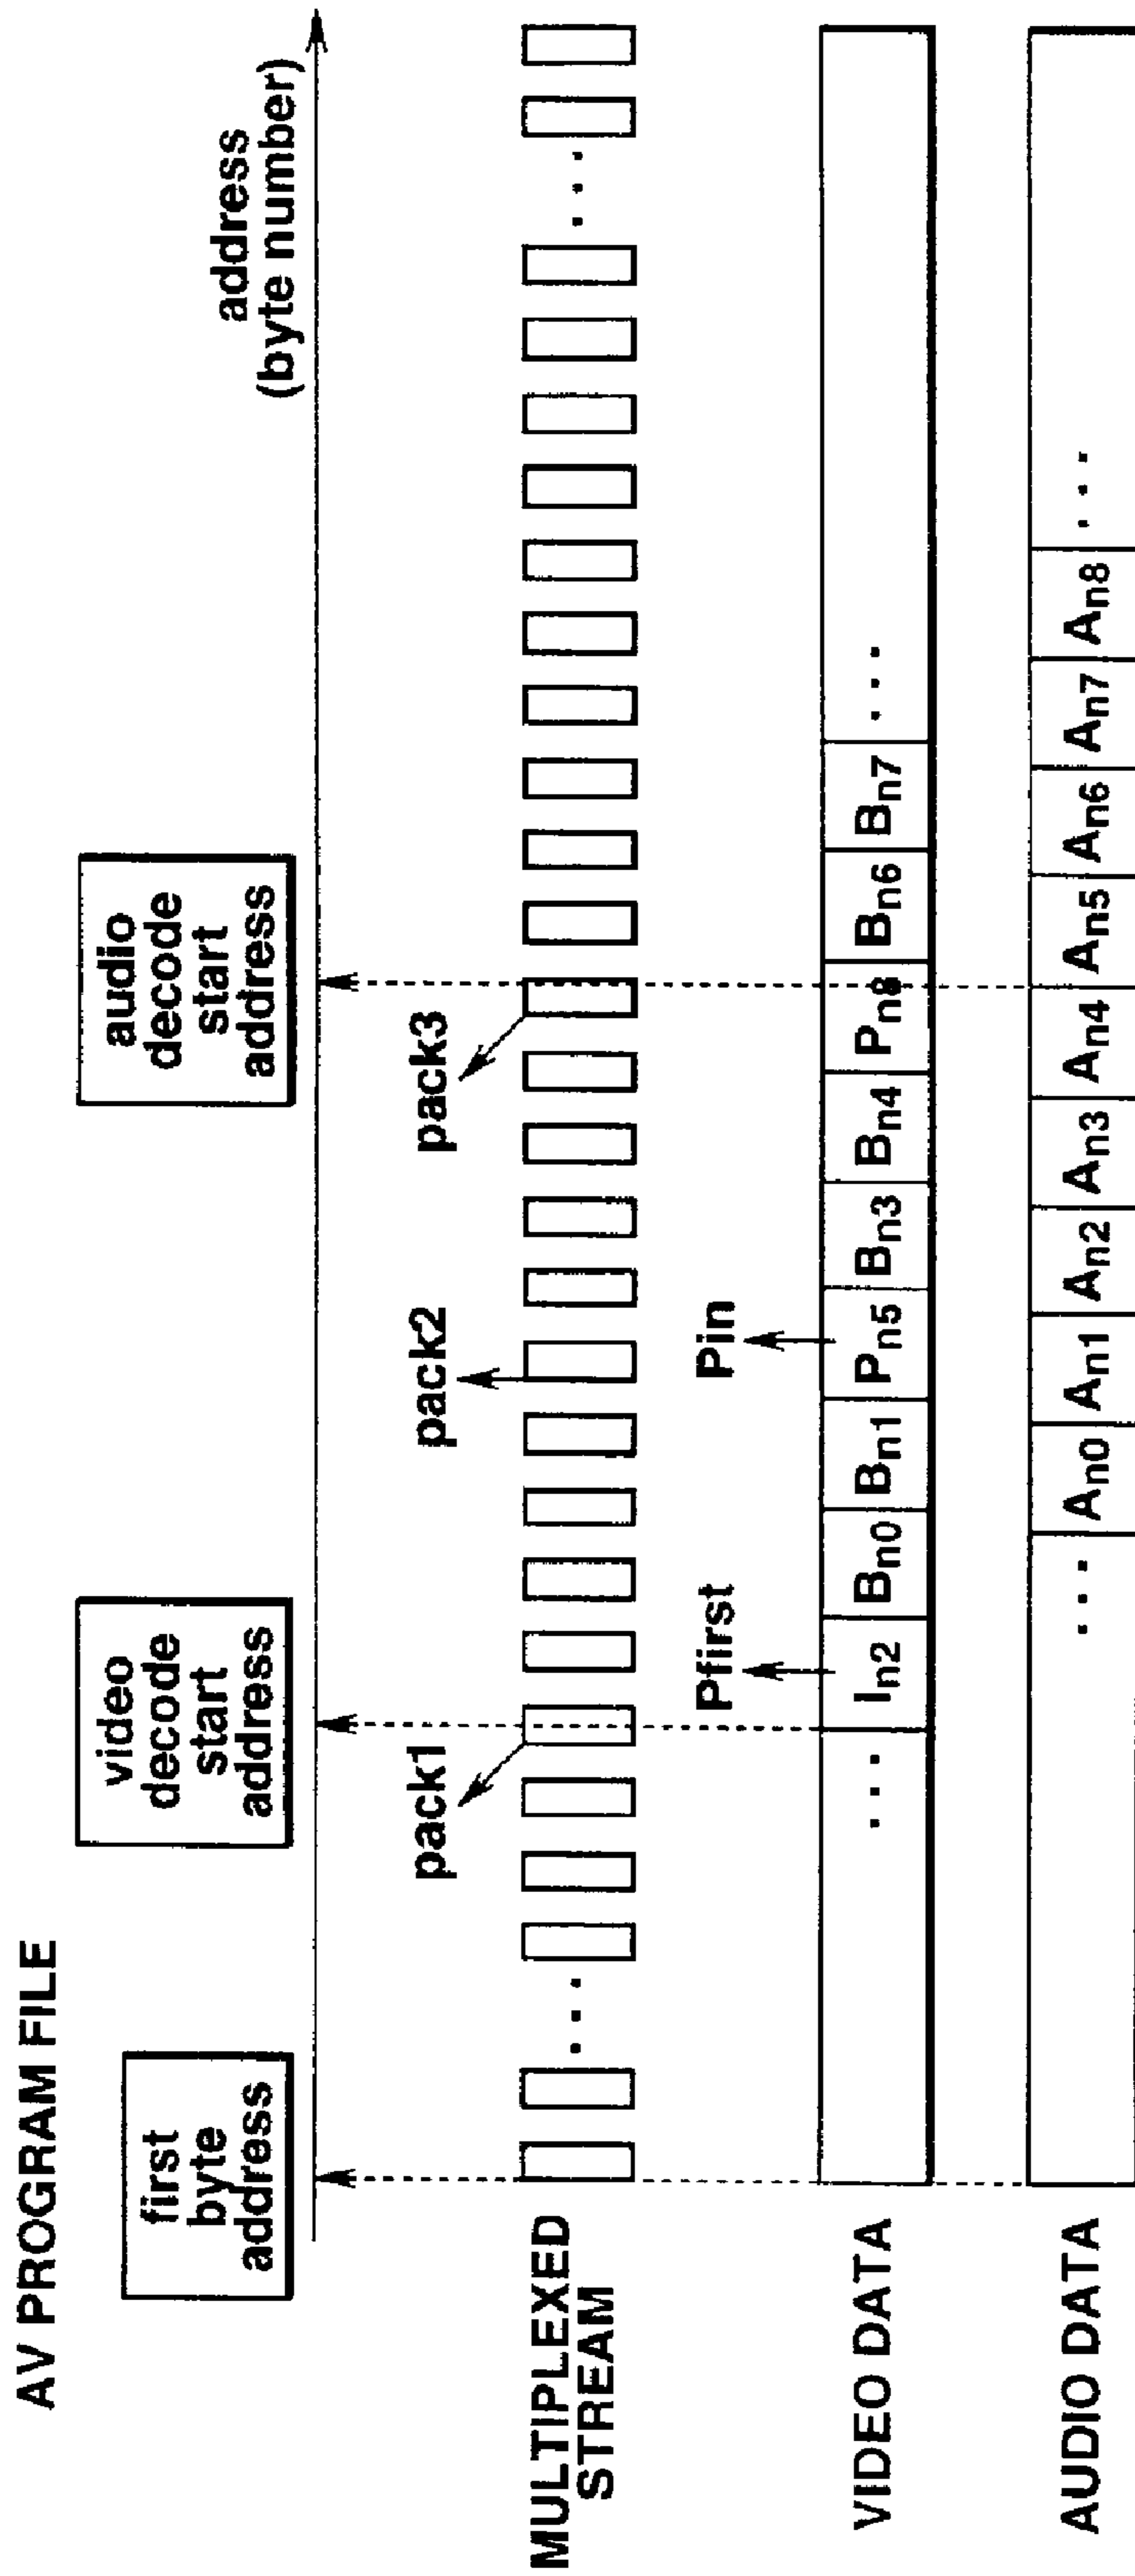 AV PROGRAM FILE
first
byte
address
video
decode
start
address
audio
decode
start
address
address
(byte number)
pack1
pack2
pack3
MULTIPLEXED
STREAM
...
...
Pfirst
Pin
VIDEO DATA
... In2 Bn0 Bn1 Pn5 Bn3 Bn4 Pn8 Bn6 Bn7 ...
AUDIO DATA
... An0 An1 An2 An3 An4 An5 An6 An7 An8 ...